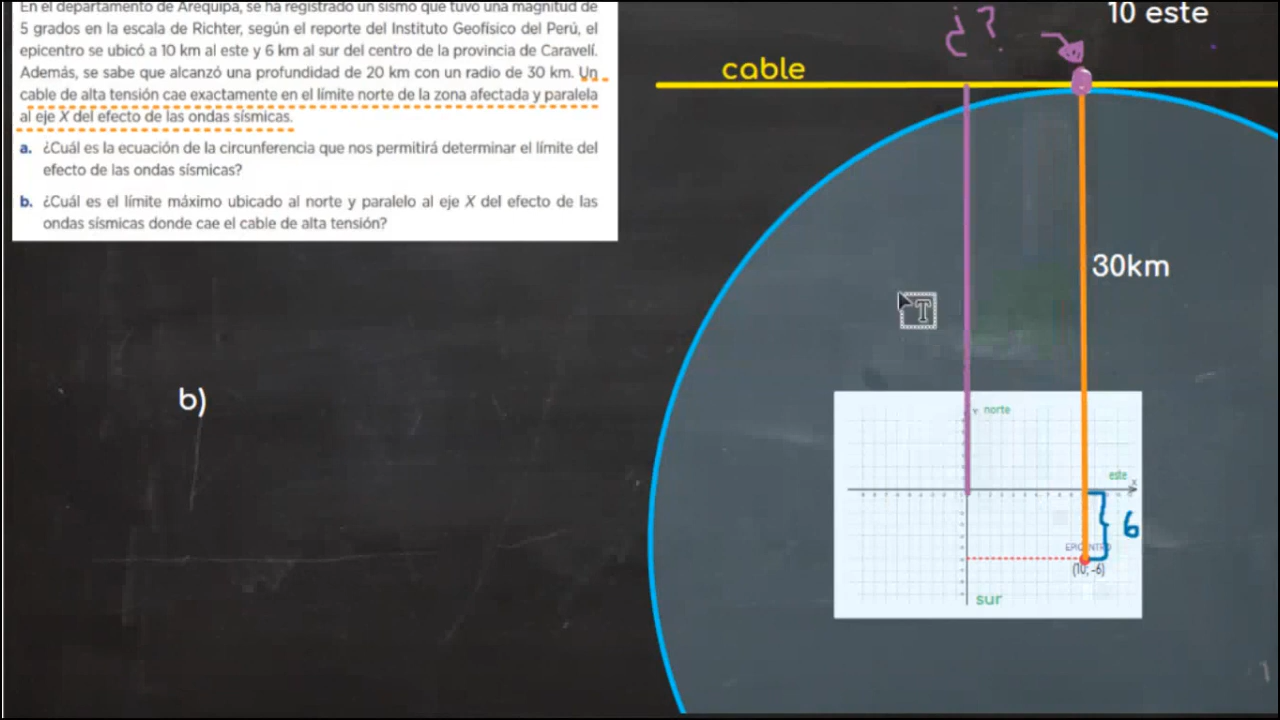 En el departamento de Arequipa, se ha registrado un sismo que tuvo una magnitud de
5 grados en la escala de Richter, según el reporte del Instituto Geofísico del Perú, el
epicentro se ubicó a 10 km al este y 6 km al sur del centro de la provincia de Caravelí.
Además, se sabe que alcanzó una profundidad de 20 km con un radio de 30 km. Un
cable de alta tensión cae exactamente en el límite norte de la zona afectada y paralela
al eje X del efecto de las ondas sísmicas.
a. ¿Cuál es la ecuación de la circunferencia que nos permitirá determinar el límite del
efecto de las ondas sísmicas?
b. ¿Cuál es el límite máximo ubicado al norte y paralelo al eje X del efecto de las
ondas sísmicas donde cae el cable de alta tensión?
¿?
10 este
cable
30km
b)
Y norte
este
X
6
EPICENTRO
(10; -6)
sur
T